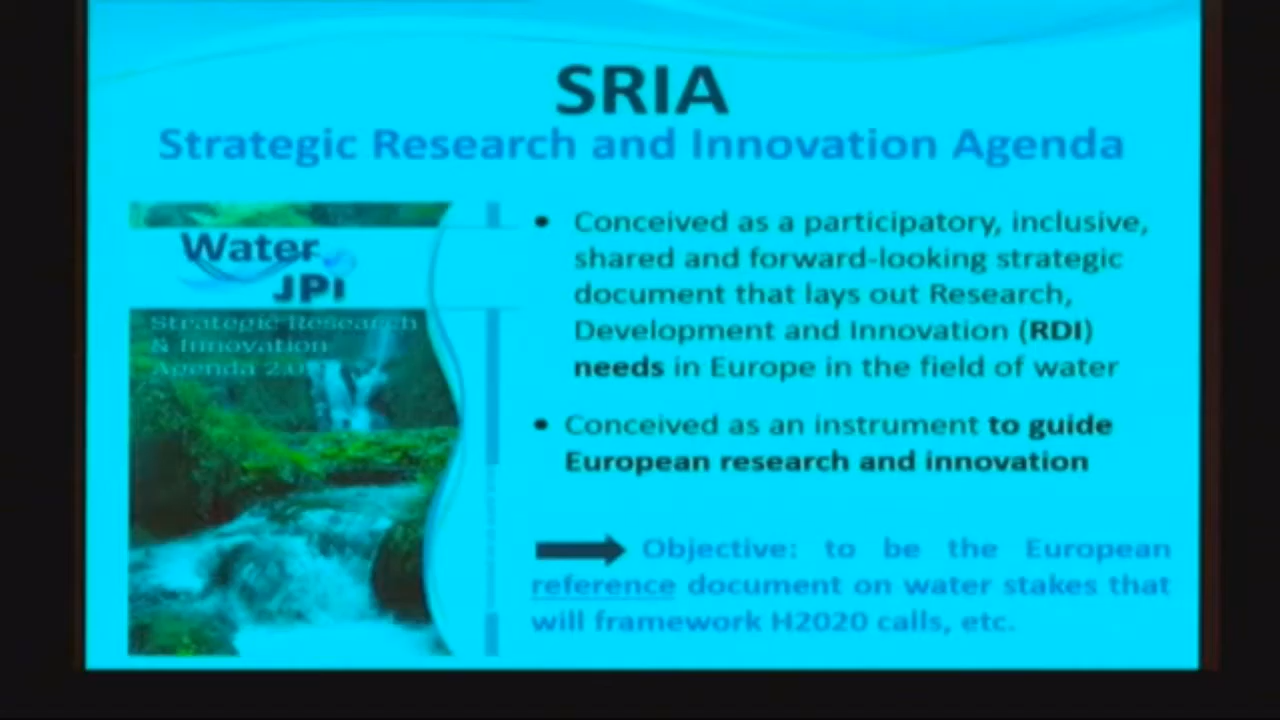 SRIA
Strategic Research and Innovation Agenda
Water
JPI
Strategic Research
& Innovation
Agenda 2.0
• Conceived as a participatory, inclusive,
shared and forward-looking strategic
document that lays out Research,
Development and Innovation (RDI)
needs in Europe in the field of water
• Conceived as an instrument to guide
European research and innovation
Objective: to be the European
reference document on water stakes that
will framework H2020 calls, etc.